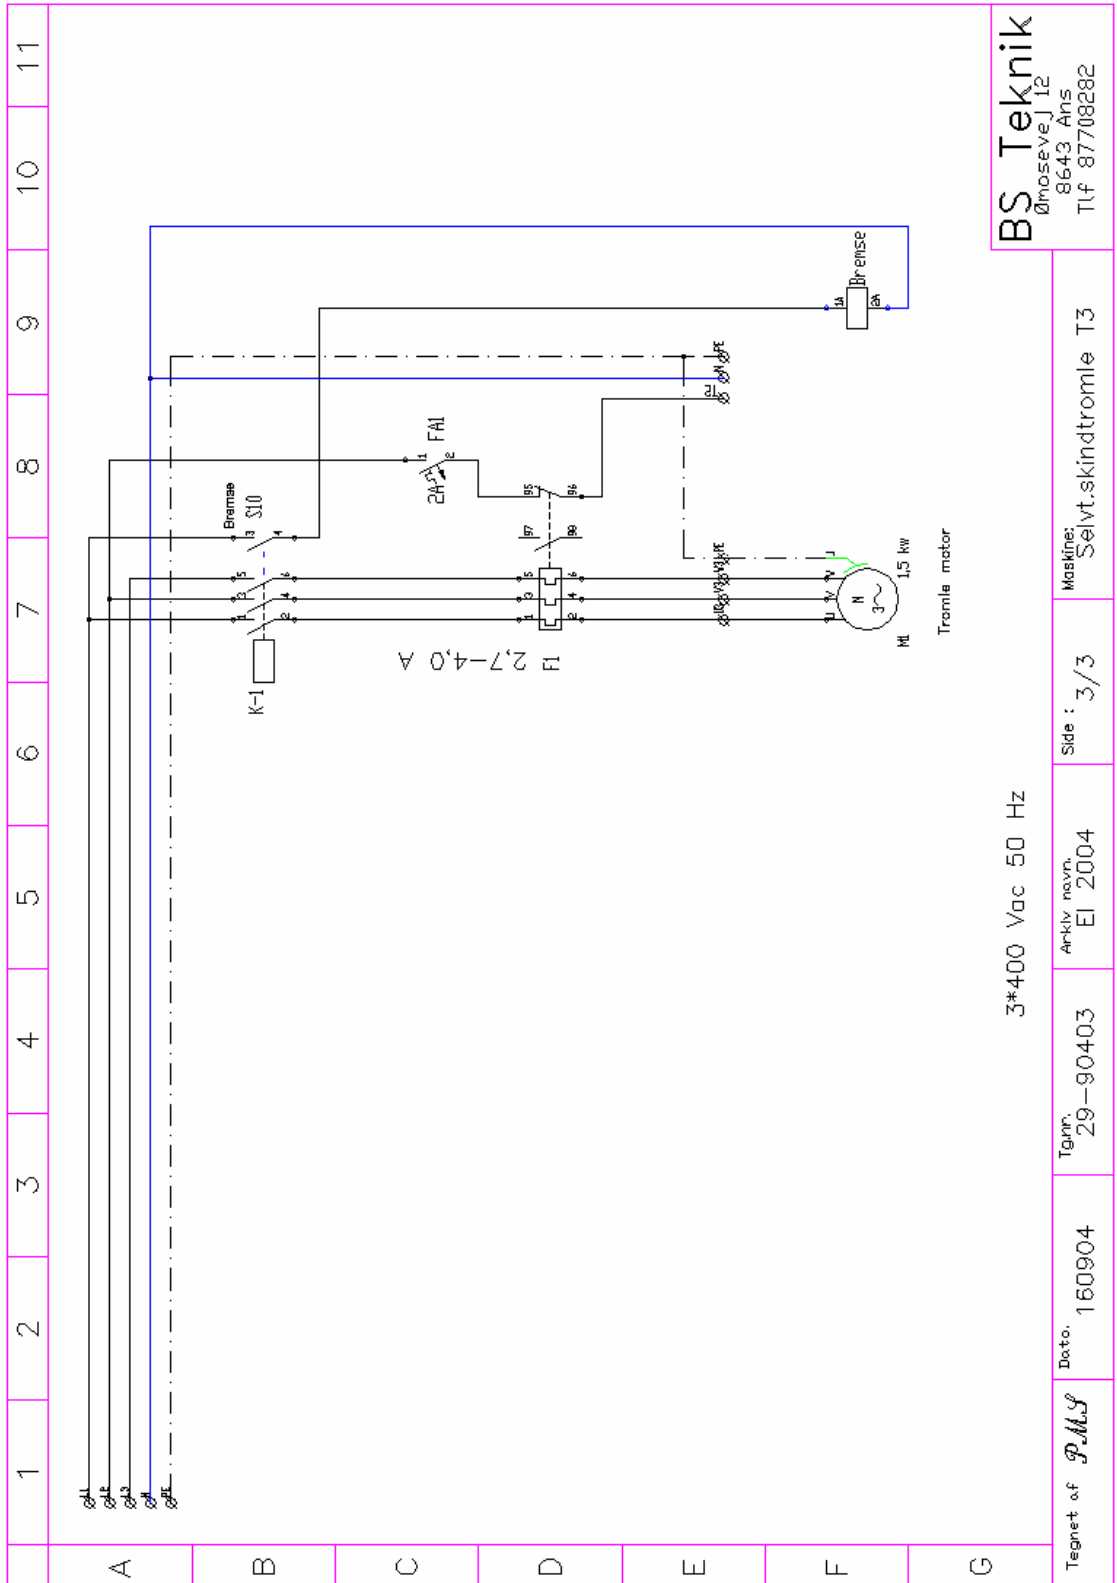 1 2 3 4 5 6 7 8 9 10 11
A
B
C
D
E
F
G
L1
L2
L3
N
PE
K-1
1 3 5
2 4 6
Bremse
S10
3
4
FA1
2A
1
2
F1 2,7-4,0 A
1 3 5
2 4 6
97 95
98 96
PE
N PE
U V
M
3~
M1
1,5 kw
Tromle motor
1A
2A
Bremse
3*400 Vac 50 Hz
BS Teknik
Ømosevej 12
8643 Ans
Tlf 87708282
Tegnet af P.M.S
Dato. 160904
Tg.nr. 29-90403
Arkiv navn. El 2004
Side : 3/3
Maskine: Selvt.skindtromle T3